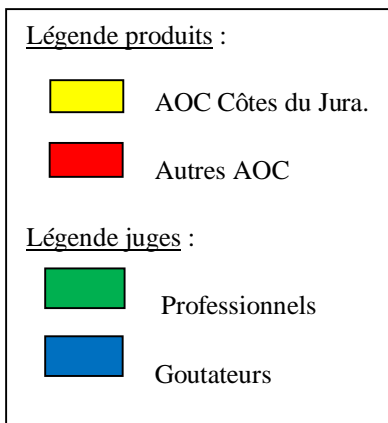 Légende produits :
AOC Côtes du Jura.
Autres AOC
Légende juges :
Professionnels
Goutateurs